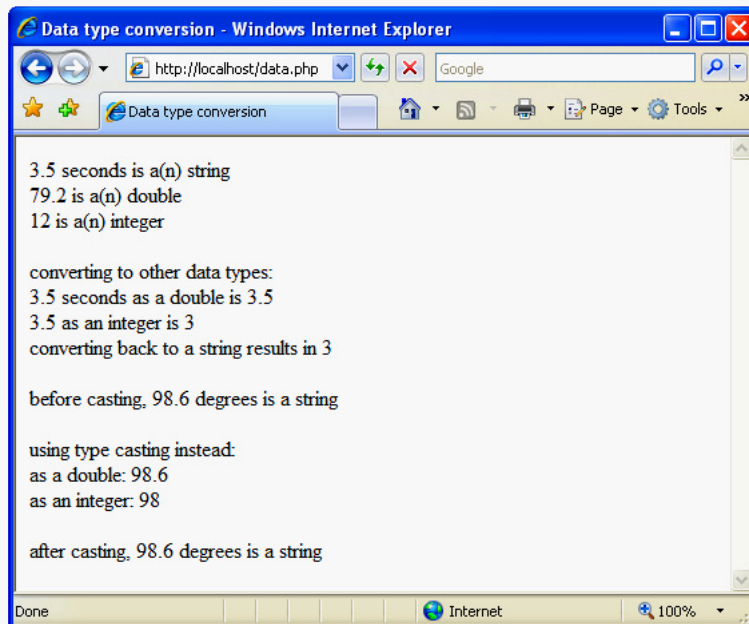 Data type conversion - Windows Internet Explorer
http://localhost/data.php
Google
Data type conversion
Page
Tools
3.5 seconds is a(n) string
79.2 is a(n) double
12 is a(n) integer
converting to other data types:
3.5 seconds as a double is 3.5
3.5 as an integer is 3
converting back to a string results in 3
before casting, 98.6 degrees is a string
using type casting instead:
as a double: 98.6
as an integer: 98
after casting, 98.6 degrees is a string
Done
Internet
100%